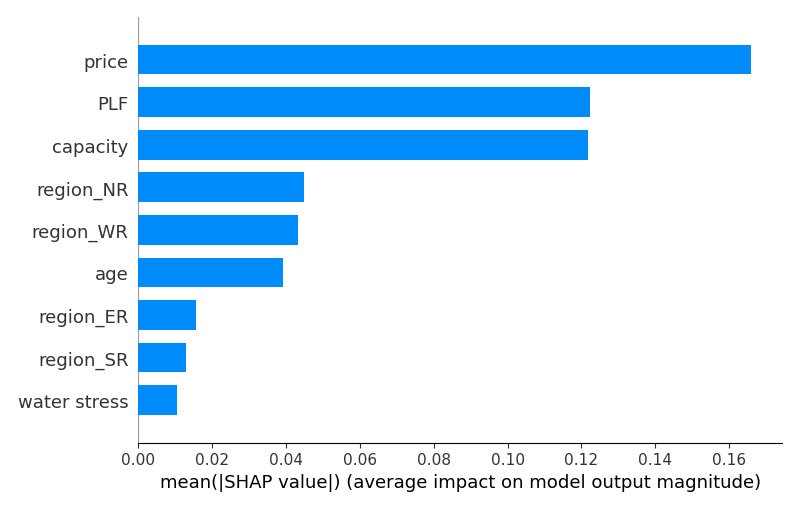 price
PLF
capacity
region_NR
region_WR
age
region_ER
region_SR
water stress
0.00 0.02 0.04 0.06 0.08 0.10 0.12 0.14 0.16
mean(|SHAP value|) (average impact on model output magnitude)